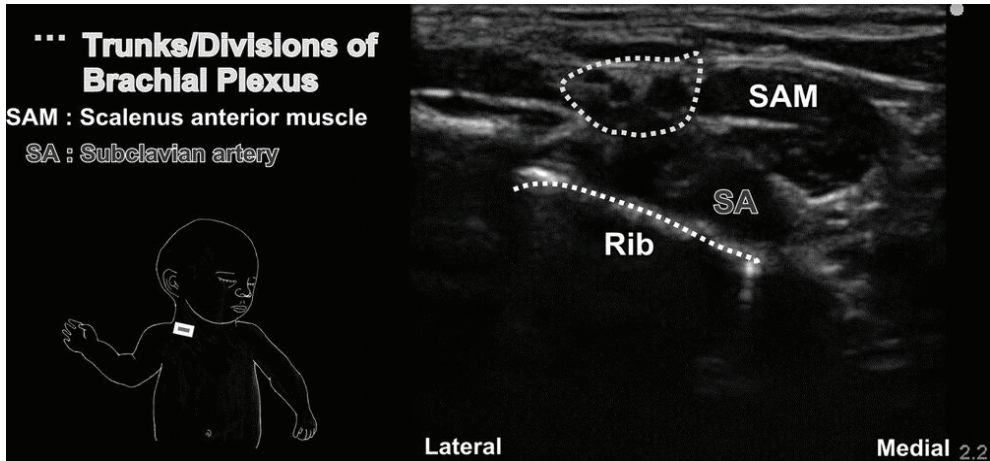 ··· Trunks/Divisions of
Brachial Plexus
SAM : Scalenus anterior muscle
SA : Subclavian artery
SAM
SA
Rib
Lateral
Medial 2.2